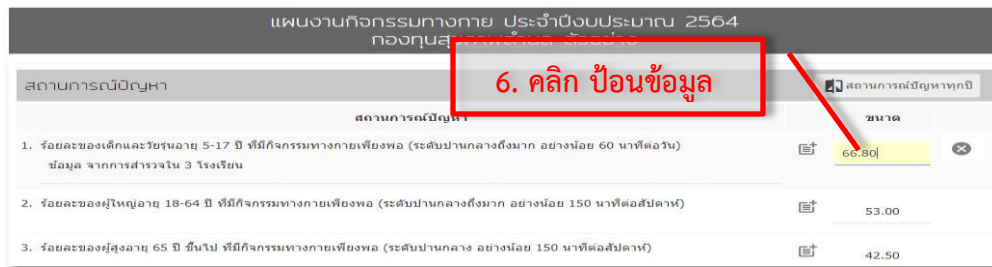 แผนงานกิจกรรมทางกาย ประจำปีงบประมาณ 2564
กองทุนสุขภาพตำบล ตัวอย่าง
6. คลิก ป้อนข้อมูล
สถานการณ์ปัญหา
สถานการณ์ปัญหาทุกปี
สถานการณ์ปัญหา ขนาด
1. ร้อยละของเด็กและวัยรุ่นอายุ 5-17 ปี ที่มีกิจกรรมทางกายเพียงพอ (ระดับปานกลางถึงมาก อย่างน้อย 60 นาทีต่อวัน) 66.80
ข้อมูล จากการสำรวจใน 3 โรงเรียน
2. ร้อยละของผู้ใหญ่อายุ 18-64 ปี ที่มีกิจกรรมทางกายเพียงพอ (ระดับปานกลางถึงมาก อย่างน้อย 150 นาทีต่อสัปดาห์) 53.00
3. ร้อยละของผู้สูงอายุ 65 ปี ขึ้นไป ที่มีกิจกรรมทางกายเพียงพอ (ระดับปานกลาง อย่างน้อย 150 นาทีต่อสัปดาห์) 42.50